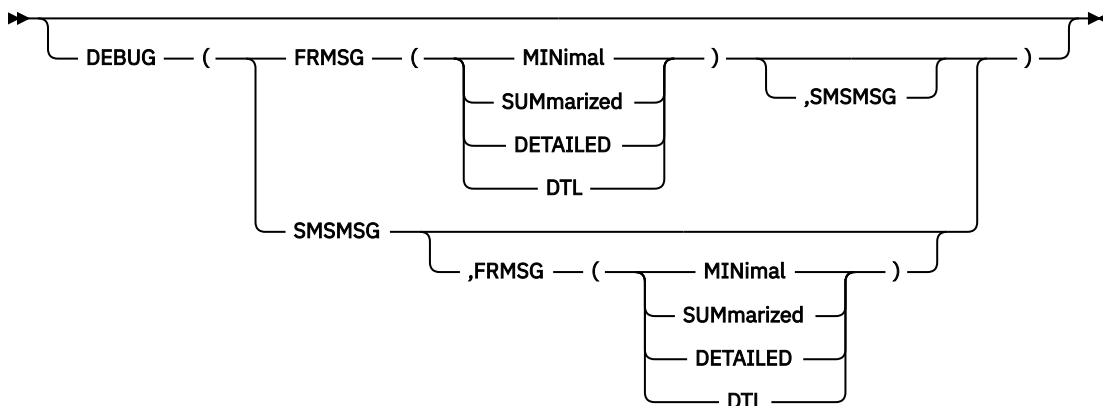 DEBUG ( FRMSG ( MINimal ) )
,SMSMSG
SUMmarized
DETAILED
DTL
SMSMSG
,FRMSG ( MINimal )
SUMmarized
DETAILED
DTL